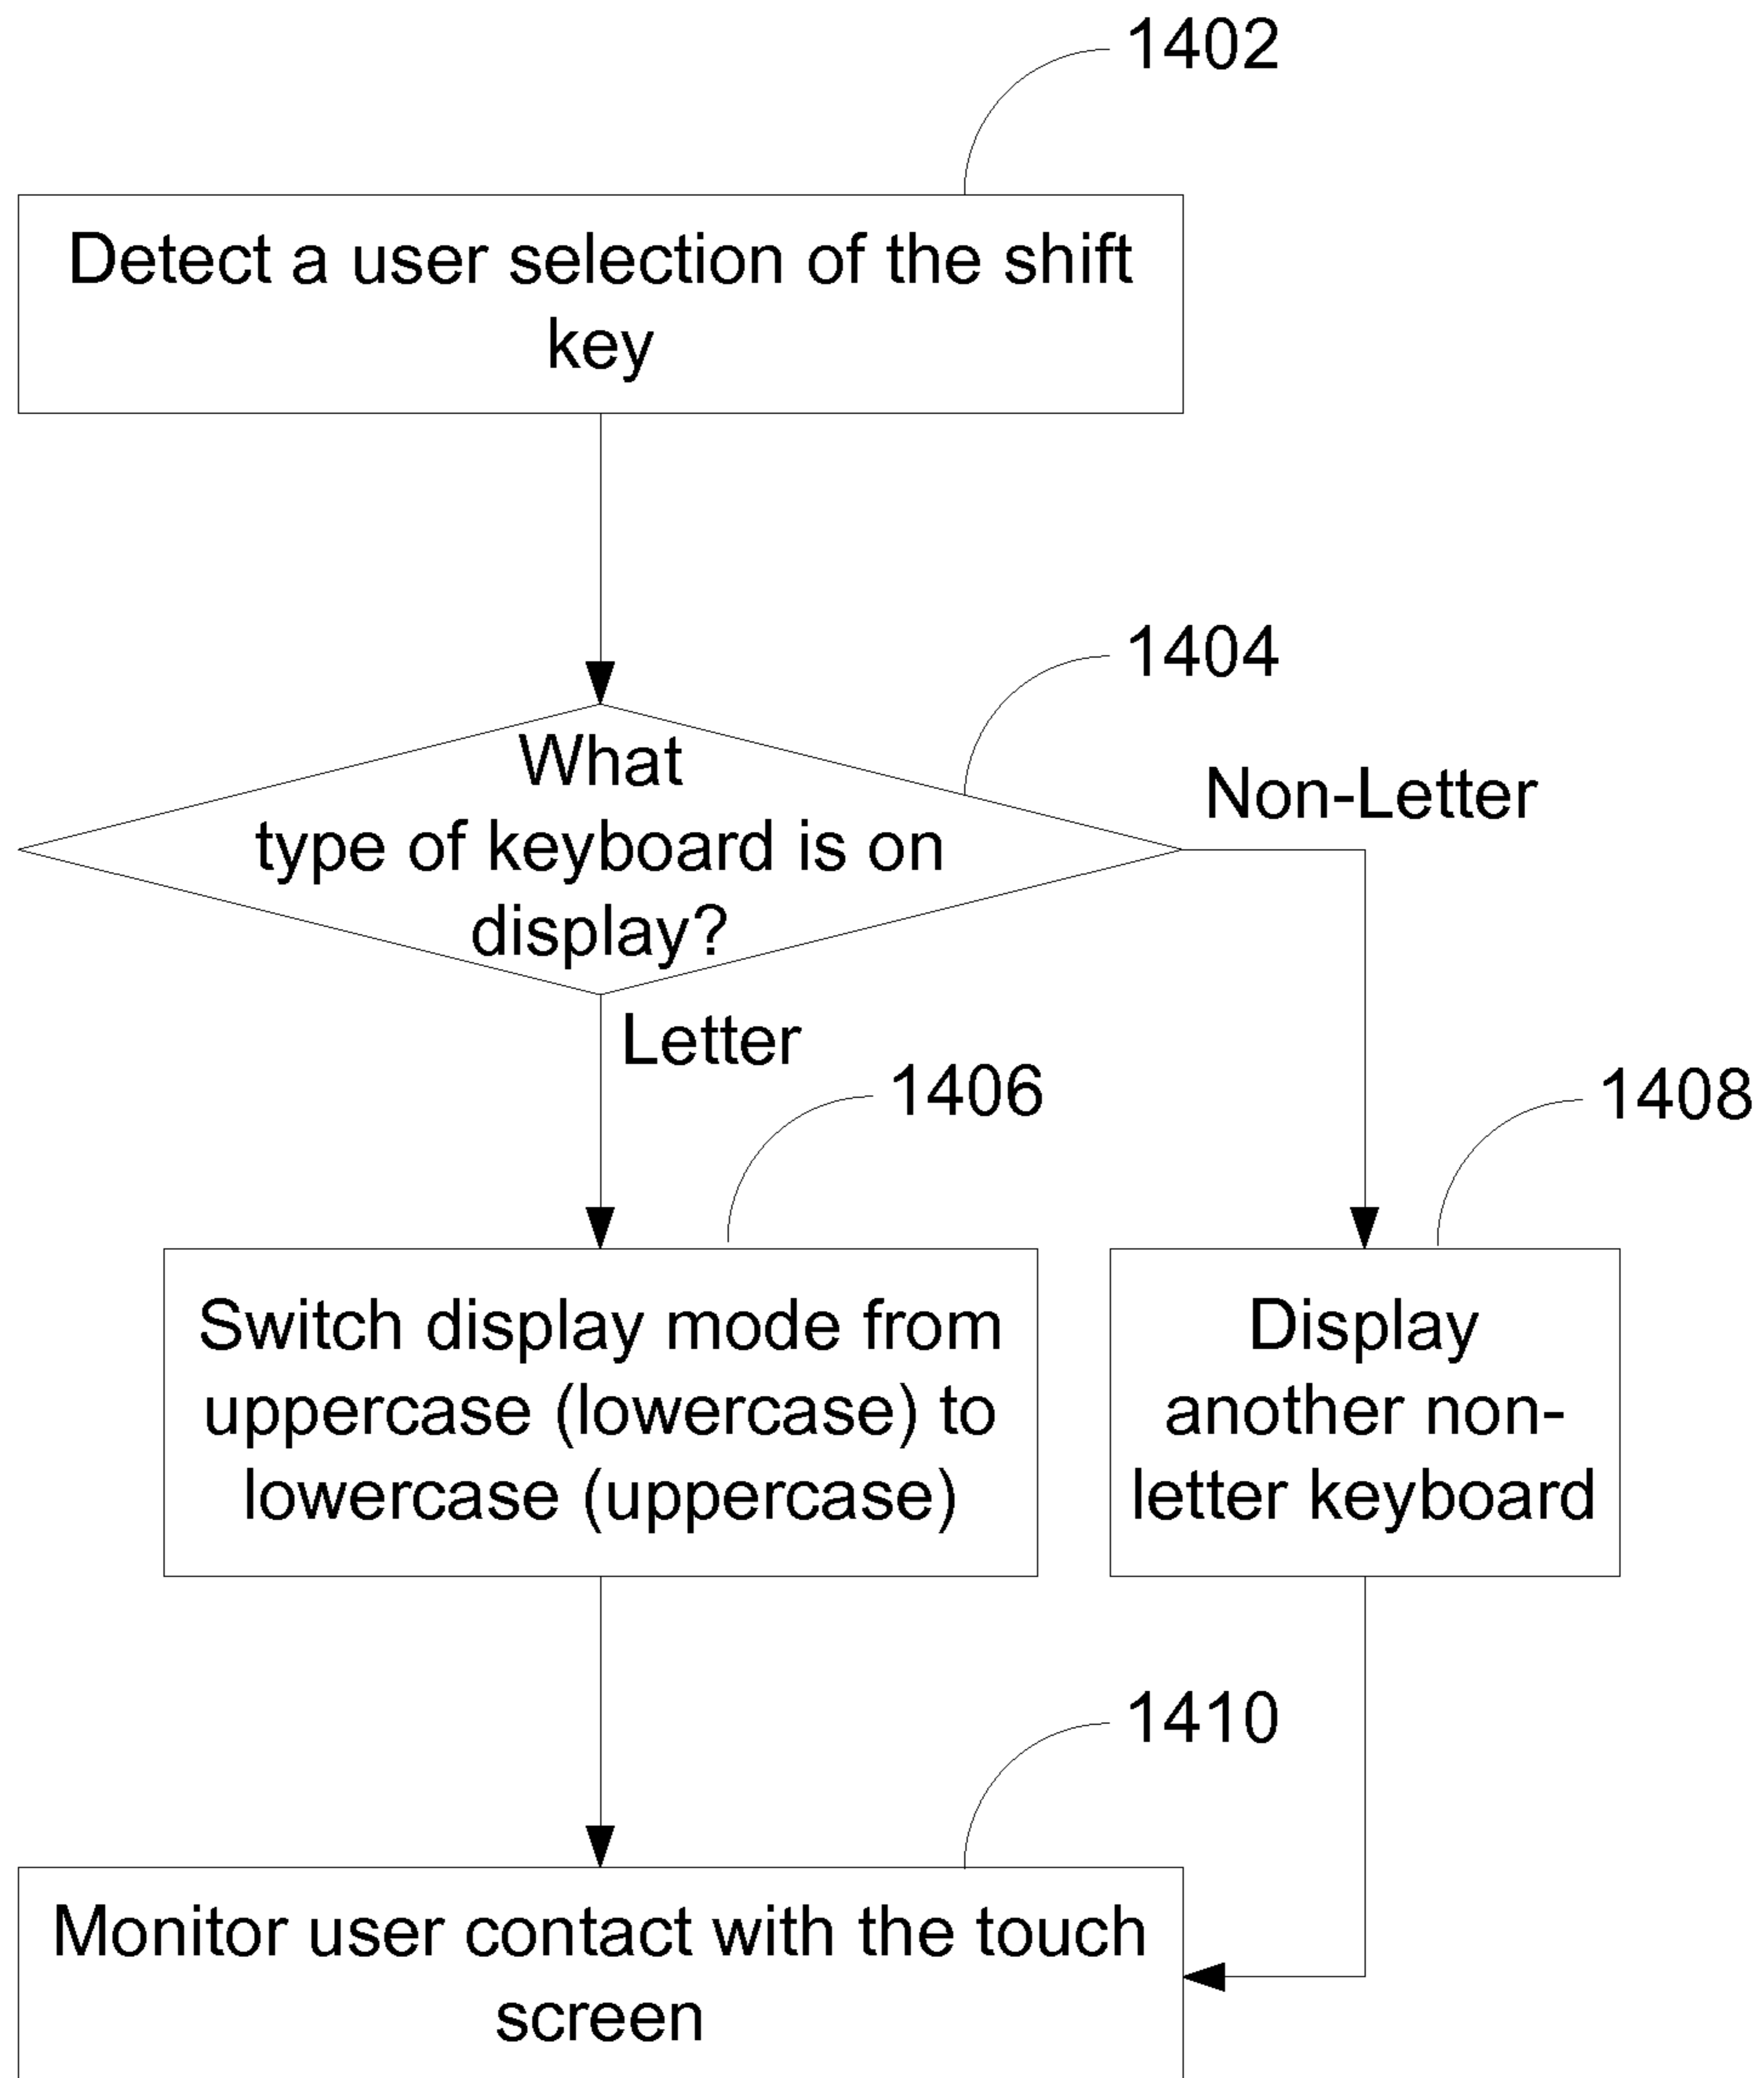 1402
Detect a user selection of the shift
key
1404
What
type of keyboard is on
display?
Non-Letter
Letter
1406
1408
Switch display mode from
uppercase (lowercase) to
lowercase (uppercase)
Display
another non-
letter keyboard
1410
Monitor user contact with the touch
screen